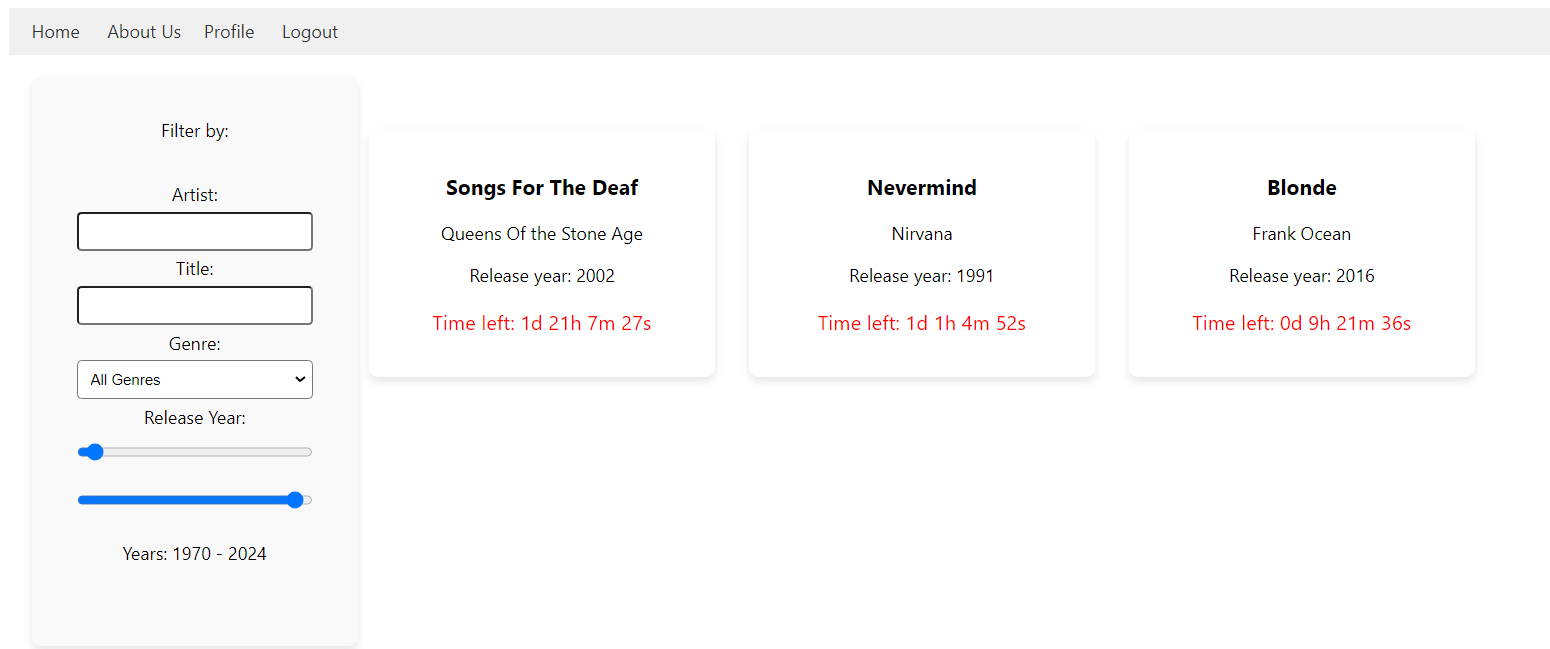 Home About Us Profile Logout
Filter by:
Artist:
Title:
Genre:
All Genres
Release Year:
Years: 1970 - 2024
Songs For The Deaf
Queens Of the Stone Age
Release year: 2002
Time left: 1d 21h 7m 27s
Nevermind
Nirvana
Release year: 1991
Time left: 1d 1h 4m 52s
Blonde
Frank Ocean
Release year: 2016
Time left: 0d 9h 21m 36s